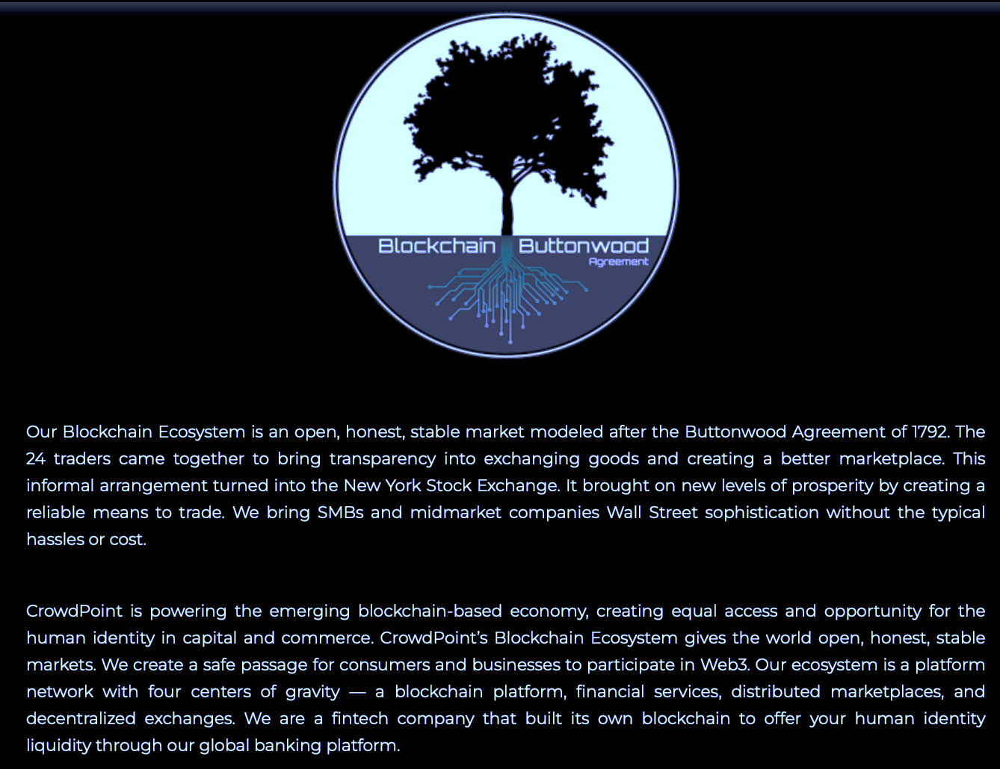 Blockchain Buttonwood
Agreement
Our Blockchain Ecosystem is an open, honest, stable market modeled after the Buttonwood Agreement of 1792. The
24 traders came together to bring transparency into exchanging goods and creating a better marketplace. This
informal arrangement turned into the New York Stock Exchange. It brought on new levels of prosperity by creating a
reliable means to trade. We bring SMBs and midmarket companies Wall Street sophistication without the typical
hassles or cost.
CrowdPoint is powering the emerging blockchain-based economy, creating equal access and opportunity for the
human identity in capital and commerce. CrowdPoint’s Blockchain Ecosystem gives the world open, honest, stable
markets. We create a safe passage for consumers and businesses to participate in Web3. Our ecosystem is a platform
network with four centers of gravity — a blockchain platform, financial services, distributed marketplaces, and
decentralized exchanges. We are a fintech company that built its own blockchain to offer your human identity
liquidity through our global banking platform.